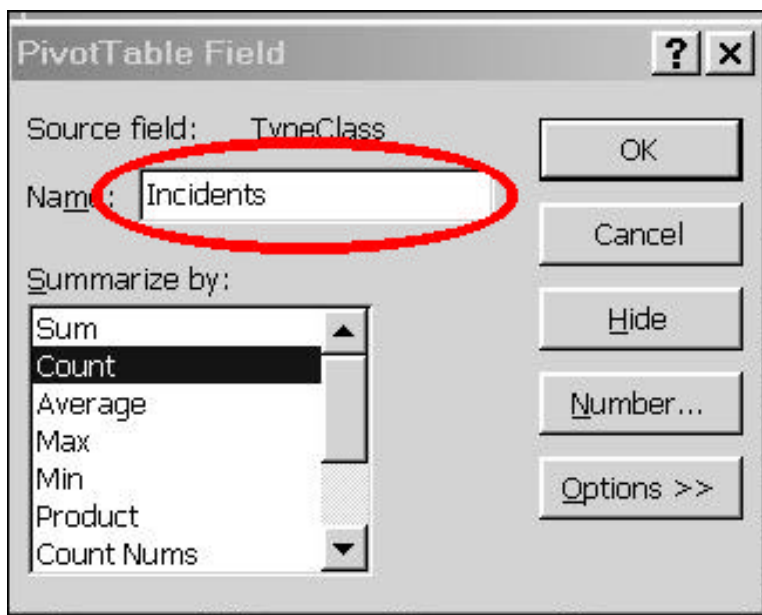 PivotTable Field
? ×
Source field: TypeClass
Name: Incidents
Summarize by:
Sum
Count
Average
Max
Min
Product
Count Nums
OK
Cancel
Hide
Number...
Options >>